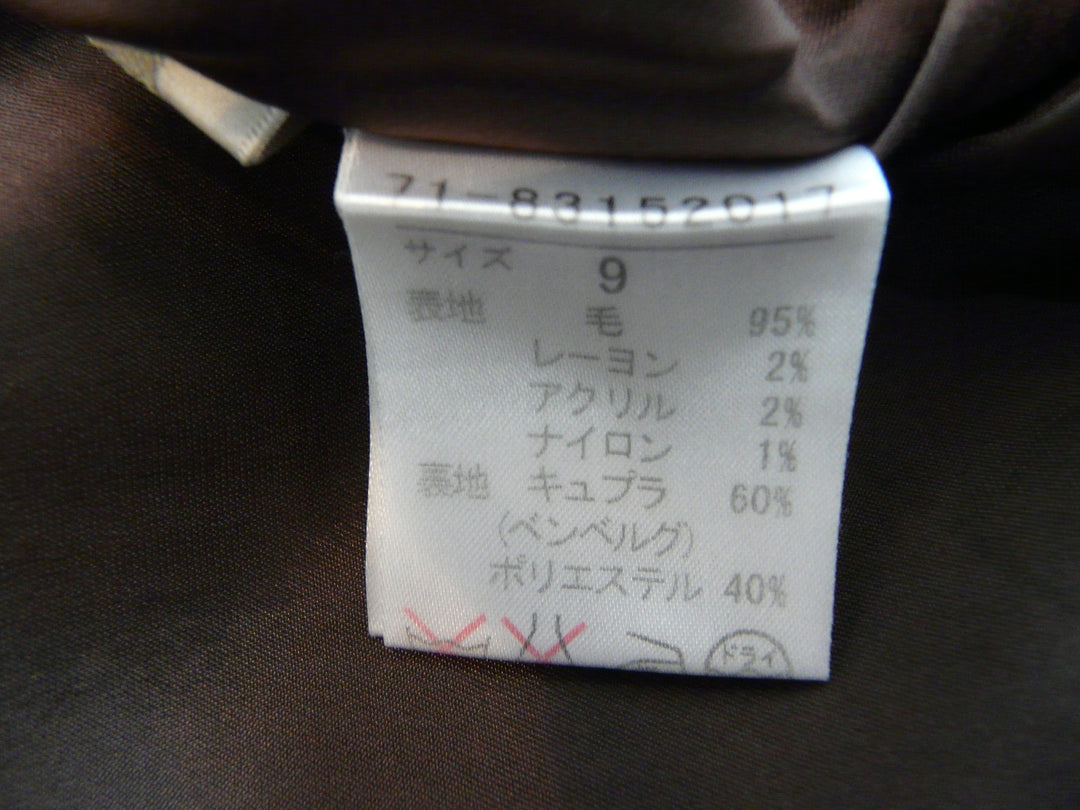 71-83152017
サイズ 9
表地 毛 95%
レーヨン 2%
アクリル 2%
ナイロン 1%
裏地 キュプラ 60%
(ベンベルグ)
ポリエステル 40%
ドライ